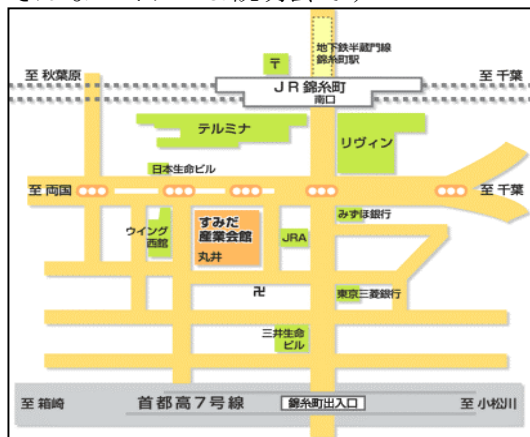 地下鉄半蔵門線
錦糸町駅
〒
至 秋葉原
JR 錦糸町
南口
至 千葉
テルミナ
リヴィン
日本生命ビル
至 両国
至 千葉
ウイング
西館
すみだ
産業会館
丸井
JRA
みずほ銀行
卍
東京三菱銀行
三井生命
ビル
至 箱崎
首都高7号線
錦糸町出入口
至 小松川